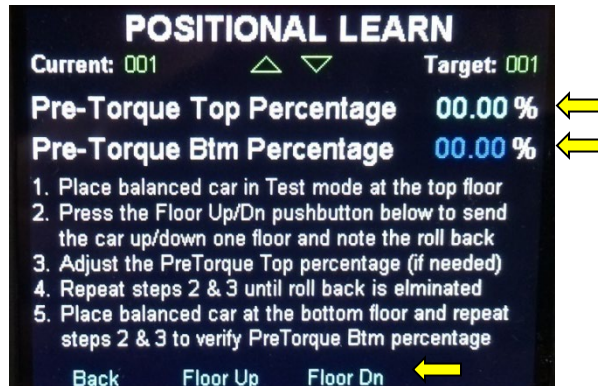 POSITIONAL LEARN
Current: 001 Target: 001
Pre-Torque Top Percentage 00.00 %
Pre-Torque Btm Percentage 00.00 %
1. Place balanced car in Test mode at the top floor
2. Press the Floor Up/Dn pushbutton below to send
the car up/down one floor and note the roll back
3. Adjust the PreTorque Top percentage (if needed)
4. Repeat steps 2 & 3 until roll back is elminated
5. Place balanced car at the bottom floor and repeat
steps 2 & 3 to verify PreTorque Btm percentage
Back Floor Up Floor Dn